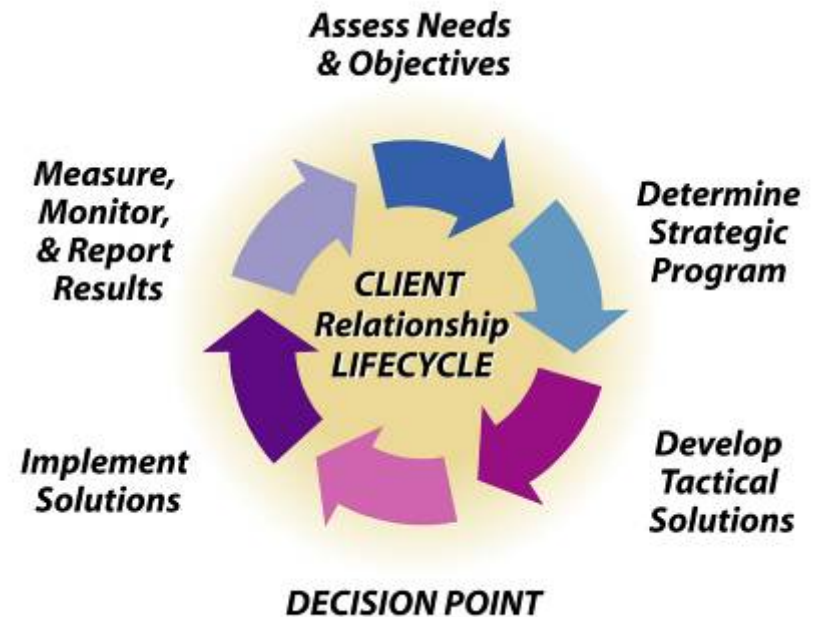 Assess Needs
& Objectives
Determine
Strategic
Program
Develop
Tactical
Solutions
DECISION POINT
Implement
Solutions
Measure,
Monitor,
& Report
Results
CLIENT
Relationship
LIFECYCLE